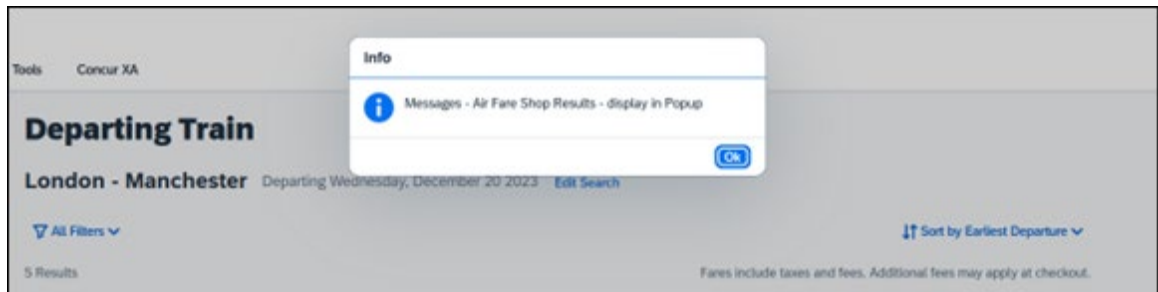 Info
Tools Concur XA
Messages - Air Fare Shop Results - display in Popup
Departing Train
Ok
London - Manchester Departing Wednesday, December 20 2023 Edit Search
All Filters Sort by Earliest Departure
5 Results Fares include taxes and fees. Additional fees may apply at checkout.